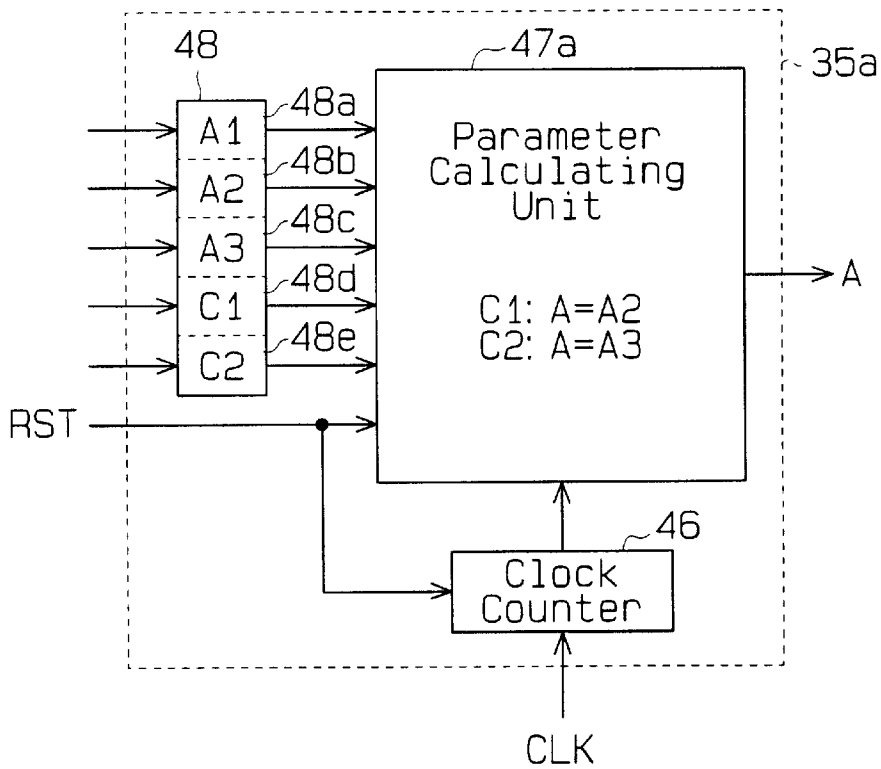 48
47a
35a
A1
48a
A2
48b
A3
48c
C1
48d
C2
48e
Parameter
Calculating
Unit
C1: A=A2
C2: A=A3
A
RST
46
Clock
Counter
CLK